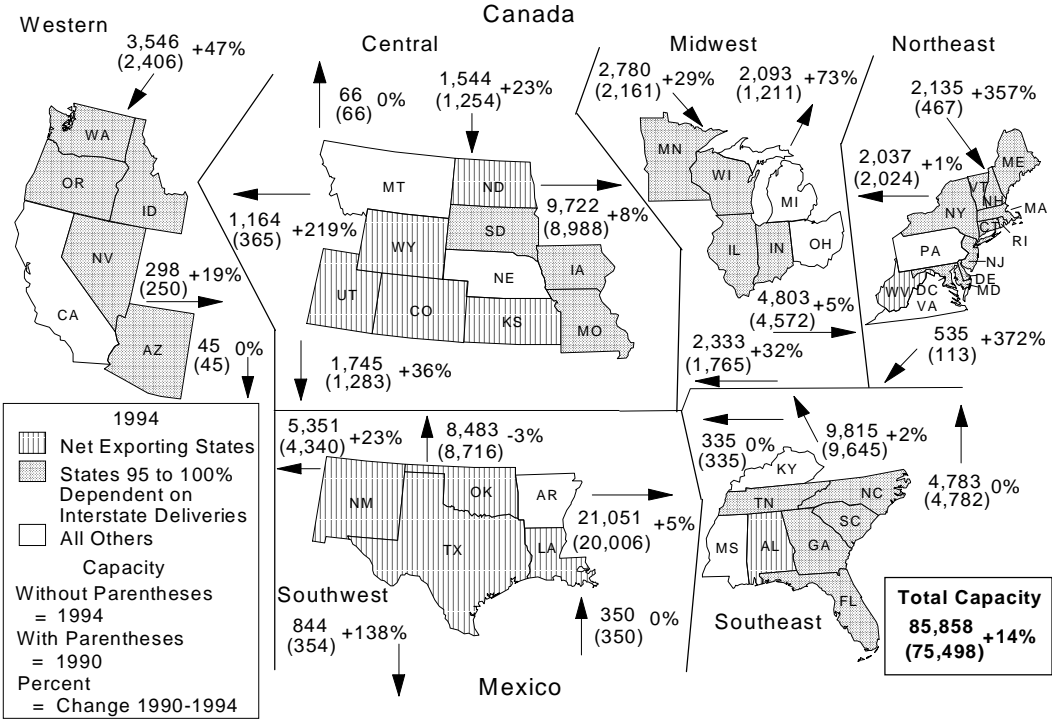 Canada
Western
Central
Midwest
Northeast
3,546
(2,406) +47%
66
(66) 0%
1,544
(1,254) +23%
2,780
(2,161) +29%
2,093
(1,211) +73%
2,135
(467) +357%
2,037
(2,024) +1%
WA
OR
ID
NV
CA
AZ
MT
ND
SD
WY
NE
IA
UT
CO
KS
MO
MN
WI
MI
IL
IN
OH
ME
VT
NH
MA
NY
CT
RI
PA
NJ
DE
MD
WV
DC
VA
1,164
(365) +219%
9,722
(8,988) +8%
298
(250) +19%
45
(45) 0%
1,745
(1,283) +36%
4,803
(4,572) +5%
2,333
(1,765) +32%
535
(113) +372%
5,351
(4,340) +23%
8,483
(8,716) -3%
335
(335) 0%
9,815
(9,645) +2%
4,783
(4,782) 0%
21,051
(20,006) +5%
NM
OK
AR
TX
LA
KY
TN
NC
SC
MS
AL
GA
FL
Southwest
844
(354) +138%
350
(350) 0%
Southeast
Mexico
1994
Net Exporting States
States 95 to 100%
Dependent on
Interstate Deliveries
All Others
Capacity
Without Parentheses
= 1994
With Parentheses
= 1990
Percent
= Change 1990-1994
Total Capacity
85,858
(75,498) +14%